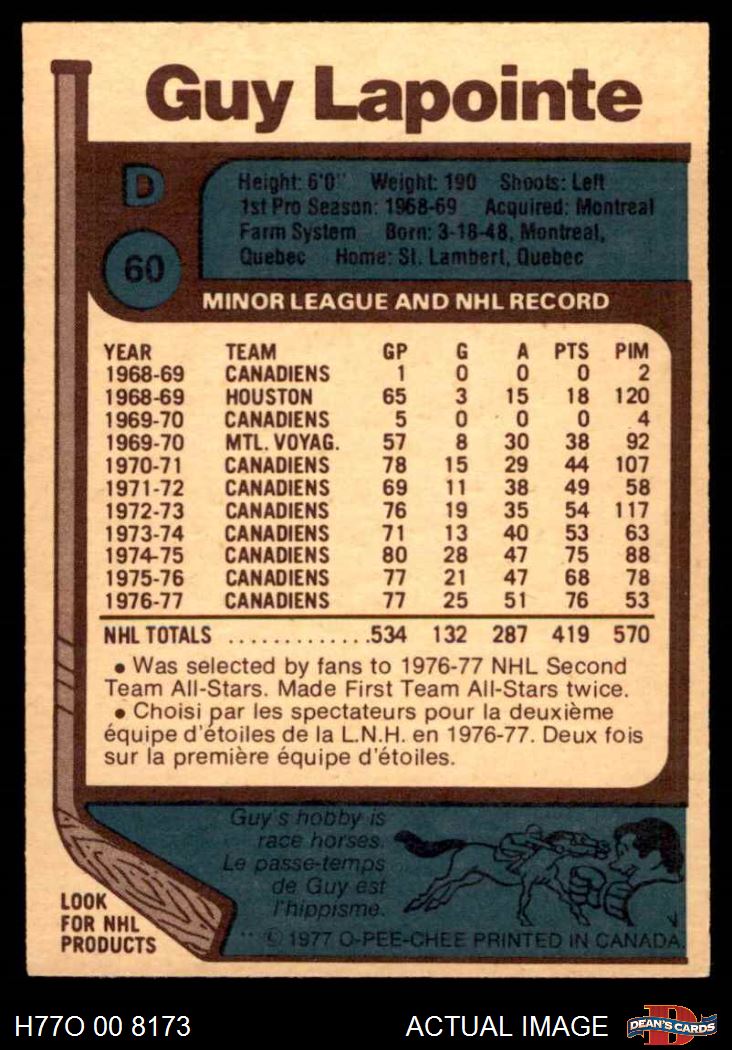 Guy Lapointe
D
60
Height: 6'0" Weight: 190 Shoots: Left
1st Pro Season: 1968-69 Acquired: Montreal
Farm System Born: 3-18-48, Montreal,
Quebec Home: St. Lambert, Quebec
MINOR LEAGUE AND NHL RECORD
YEAR TEAM GP G A PTS PIM
1968-69 CANADIENS 1 0 0 0 2
1968-69 HOUSTON 65 3 15 18 120
1969-70 CANADIENS 5 0 0 0 4
1969-70 MTL. VOYAG. 57 8 30 38 92
1970-71 CANADIENS 78 15 29 44 107
1971-72 CANADIENS 69 11 38 49 58
1972-73 CANADIENS 76 19 35 54 117
1973-74 CANADIENS 71 13 40 53 63
1974-75 CANADIENS 80 28 47 75 88
1975-76 CANADIENS 77 21 47 68 78
1976-77 CANADIENS 77 25 51 76 53
NHL TOTALS ..............534 132 287 419 570
• Was selected by fans to 1976-77 NHL Second
Team All-Stars. Made First Team All-Stars twice.
• Choisi par les spectateurs pour la deuxième
équipe d'étoiles de la L.N.H. en 1976-77. Deux fois
sur la première équipe d'étoiles.
Guy's hobby is
race horses.
Le passe-temps
de Guy est
l'hippisme.
LOOK
FOR NHL
PRODUCTS
** © 1977 O-PEE-CHEE PRINTED IN CANADA.
H77O 00 8173
ACTUAL IMAGE
D
DEAN'S CARDS